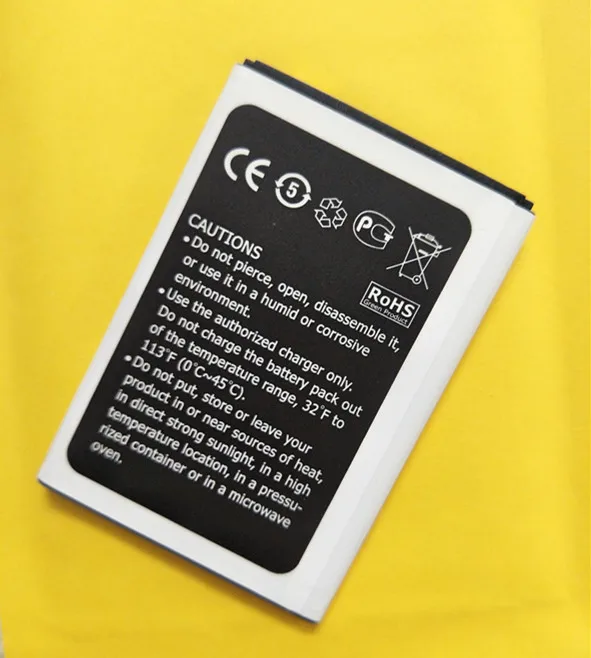 CE 5 PCT
RoHS
Green Product
CAUTIONS
•Do not pierce, open, disassemble it,
or use it in a humid or corrosive
environment.
•Use the authorized charger only.
Do not charge the battery pack out
of the temperature range, 32°F to
113°F (0°C~45°C).
•Do not put, store or leave your
product in or near sources of heat,
in direct strong sunlight, in a high
temperature location, in a pressu-
rized container or in a microwave
oven.